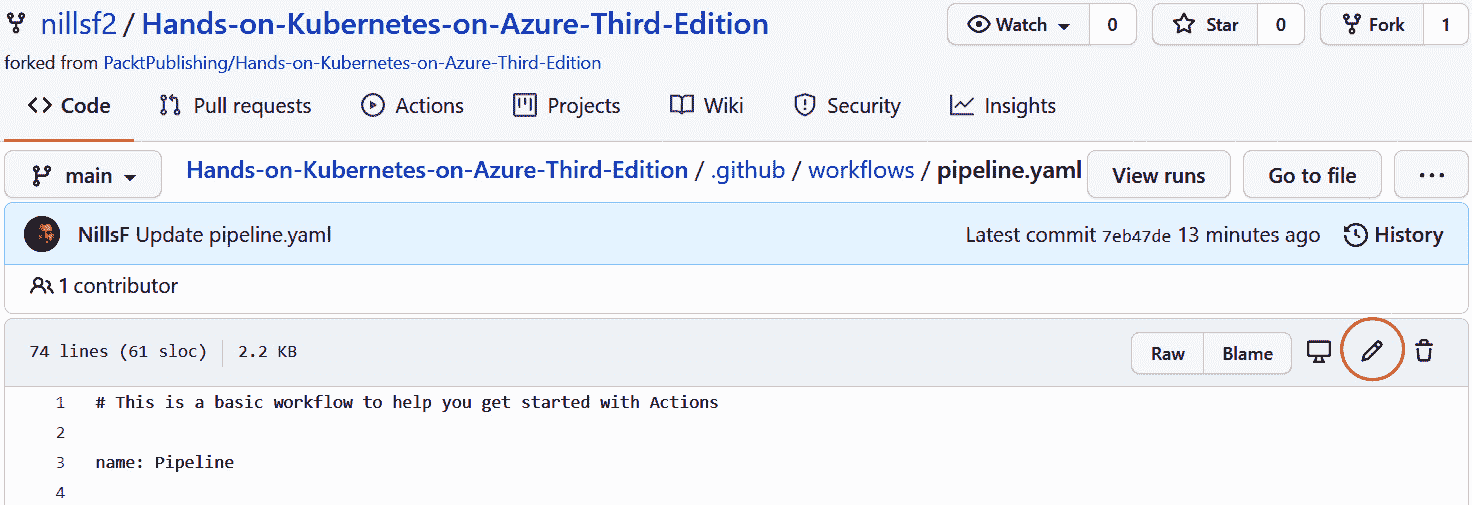 nillsf2 / Hands-on-Kubernetes-on-Azure-Third-Edition Watch 0 Star 0 Fork 1
forked from PacktPublishing/Hands-on-Kubernetes-on-Azure-Third-Edition
Code Pull requests Actions Projects Wiki Security Insights
main Hands-on-Kubernetes-on-Azure-Third-Edition / .github / workflows / pipeline.yaml View runs Go to file ...
NillsF Update pipeline.yaml Latest commit 7eb47de 13 minutes ago History
1 contributor
74 lines (61 sloc) 2.2 KB Raw Blame
1 # This is a basic workflow to help you get started with Actions
2
3 name: Pipeline
4